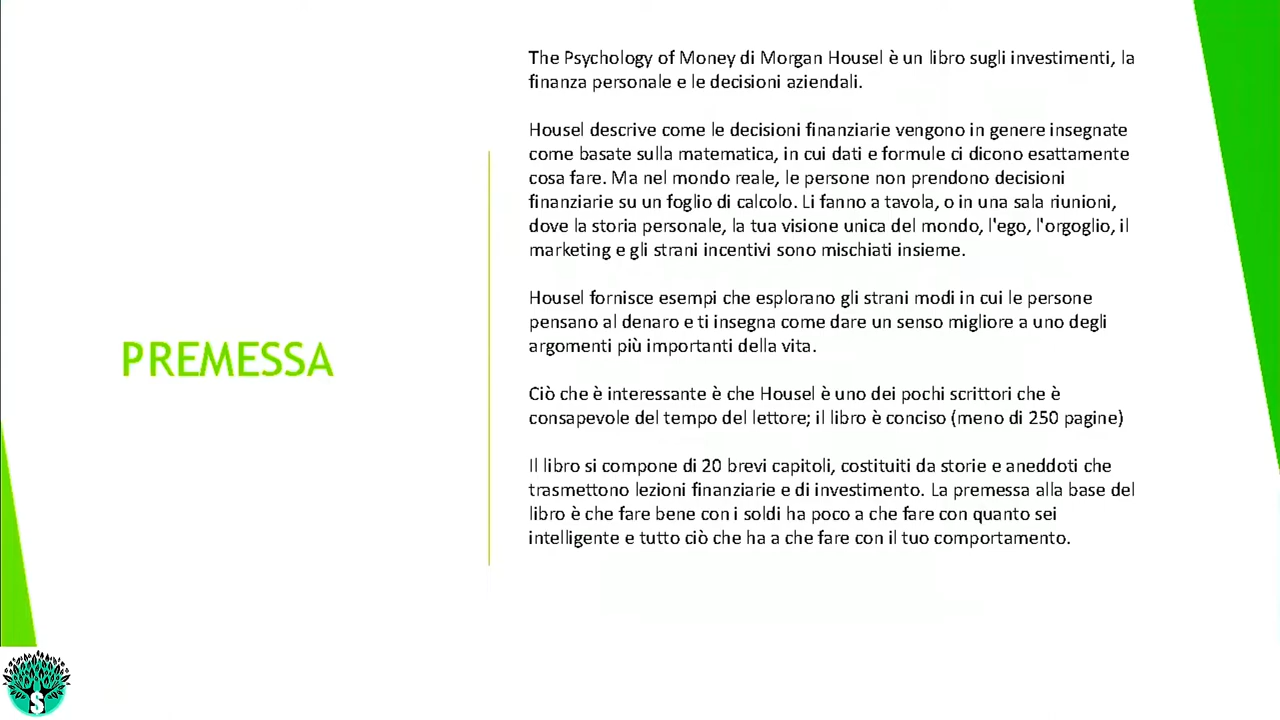 PREMESSA
The Psychology of Money di Morgan Housel è un libro sugli investimenti, la
finanza personale e le decisioni aziendali.
Housel descrive come le decisioni finanziarie vengono in genere insegnate
come basate sulla matematica, in cui dati e formule ci dicono esattamente
cosa fare. Ma nel mondo reale, le persone non prendono decisioni
finanziarie su un foglio di calcolo. Li fanno a tavola, o in una sala riunioni,
dove la storia personale, la tua visione unica del mondo, l'ego, l'orgoglio, il
marketing e gli strani incentivi sono mischiati insieme.
Housel fornisce esempi che esplorano gli strani modi in cui le persone
pensano al denaro e ti insegna come dare un senso migliore a uno degli
argomenti più importanti della vita.
Ciò che è interessante è che Housel è uno dei pochi scrittori che è
consapevole del tempo del lettore; il libro è conciso (meno di 250 pagine)
Il libro si compone di 20 brevi capitoli, costituiti da storie e aneddoti che
trasmettono lezioni finanziarie e di investimento. La premessa alla base del
libro è che fare bene con i soldi ha poco a che fare con quanto sei
intelligente e tutto ciò che ha a che fare con il tuo comportamento.
$